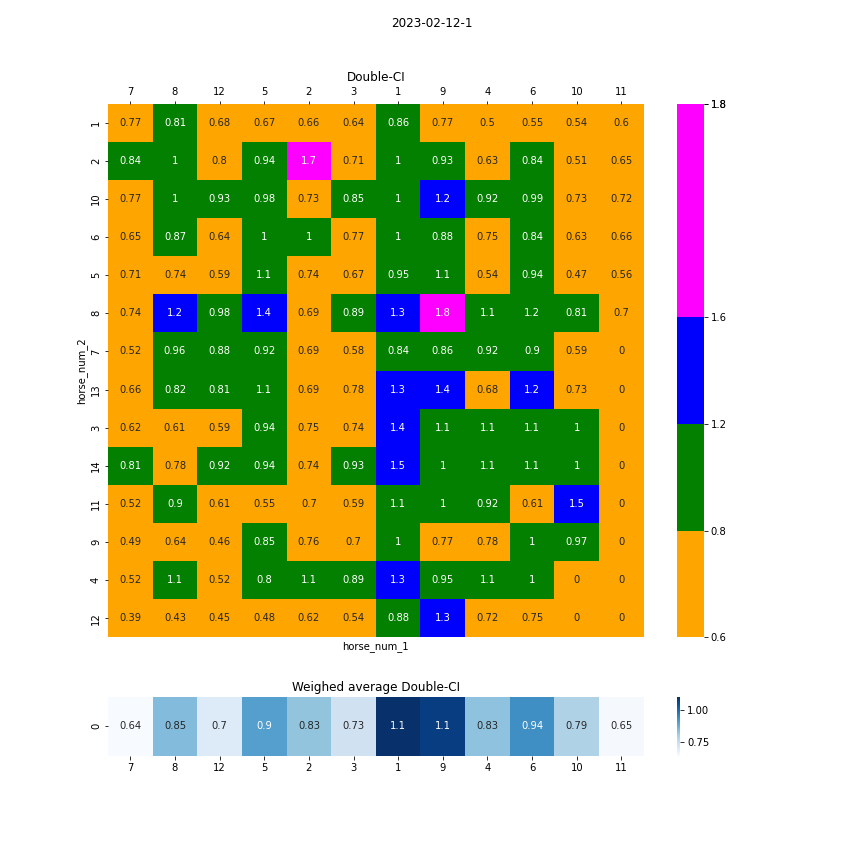 2023-02-12-1
Double-CI
7 8 12 5 2 3 1 9 4 6 10 11
1 0.77 0.81 0.68 0.67 0.66 0.64 0.86 0.77 0.5 0.55 0.54 0.6
2 0.84 1 0.8 0.94 1.7 0.71 1 0.93 0.63 0.84 0.51 0.65
10 0.77 1 0.93 0.98 0.73 0.85 1 1.2 0.92 0.99 0.73 0.72
6 0.65 0.87 0.64 1 1 0.77 1 0.88 0.75 0.84 0.63 0.66
5 0.71 0.74 0.59 1.1 0.74 0.67 0.95 1.1 0.54 0.94 0.47 0.56
8 0.74 1.2 0.98 1.4 0.69 0.89 1.3 1.8 1.1 1.2 0.81 0.7
7 0.52 0.96 0.88 0.92 0.69 0.58 0.84 0.86 0.92 0.9 0.59 0
13 0.66 0.82 0.81 1.1 0.69 0.78 1.3 1.4 0.68 1.2 0.73 0
3 0.62 0.61 0.59 0.94 0.75 0.74 1.4 1.1 1.1 1.1 1 0
14 0.81 0.78 0.92 0.94 0.74 0.93 1.5 1 1.1 1.1 1 0
11 0.52 0.9 0.61 0.55 0.7 0.59 1.1 1 0.92 0.61 1.5 0
9 0.49 0.64 0.46 0.85 0.76 0.7 1 0.77 0.78 1 0.97 0
4 0.52 1.1 0.52 0.8 1.1 0.89 1.3 0.95 1.1 1 0 0
12 0.39 0.43 0.45 0.48 0.62 0.54 0.88 1.3 0.72 0.75 0 0
horse_num_2
horse_num_1
1.8
1.6
1.2
0.8
0.6
Weighed average Double-CI
0 0.64 0.85 0.7 0.9 0.83 0.73 1.1 1.1 0.83 0.94 0.79 0.65
7 8 12 5 2 3 1 9 4 6 10 11
1.00
0.75